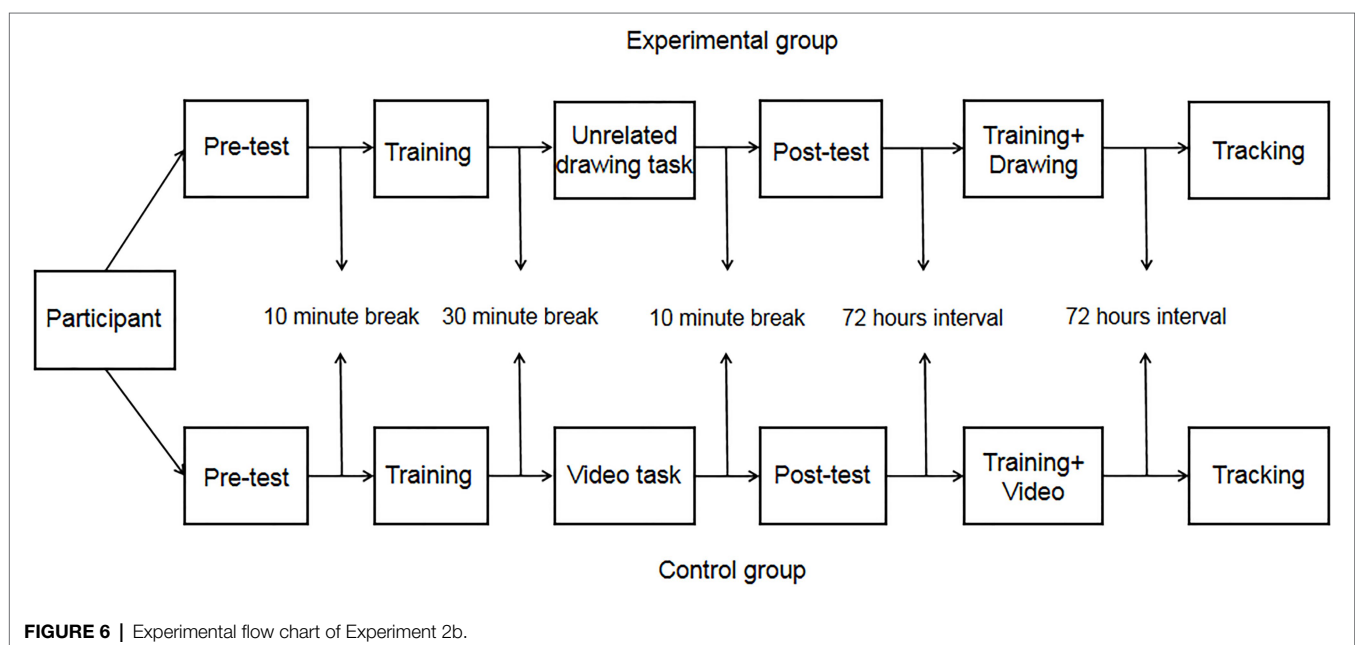 Experimental group
Pre-test
Training
Unrelated
drawing task
Post-test
Training+
Drawing
Tracking
Participant
10 minute break
30 minute break
10 minute break
72 hours interval
72 hours interval
Pre-test
Training
Video task
Post-test
Training+
Video
Tracking
Control group
FIGURE 6 | Experimental flow chart of Experiment 2b.